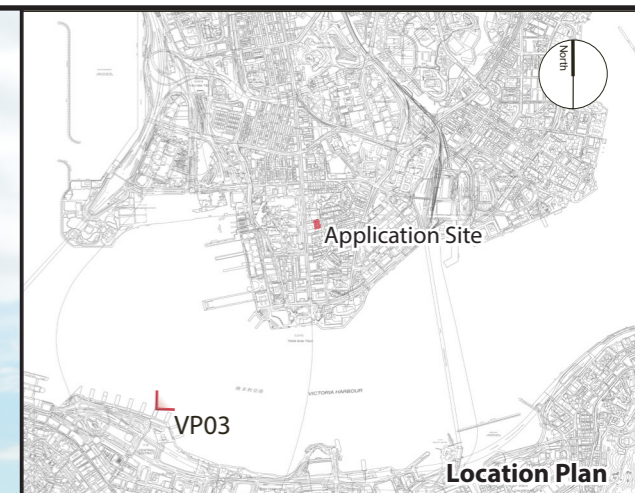 North
Application Site
VICTORIA HARBOUR
VP03
Location Plan